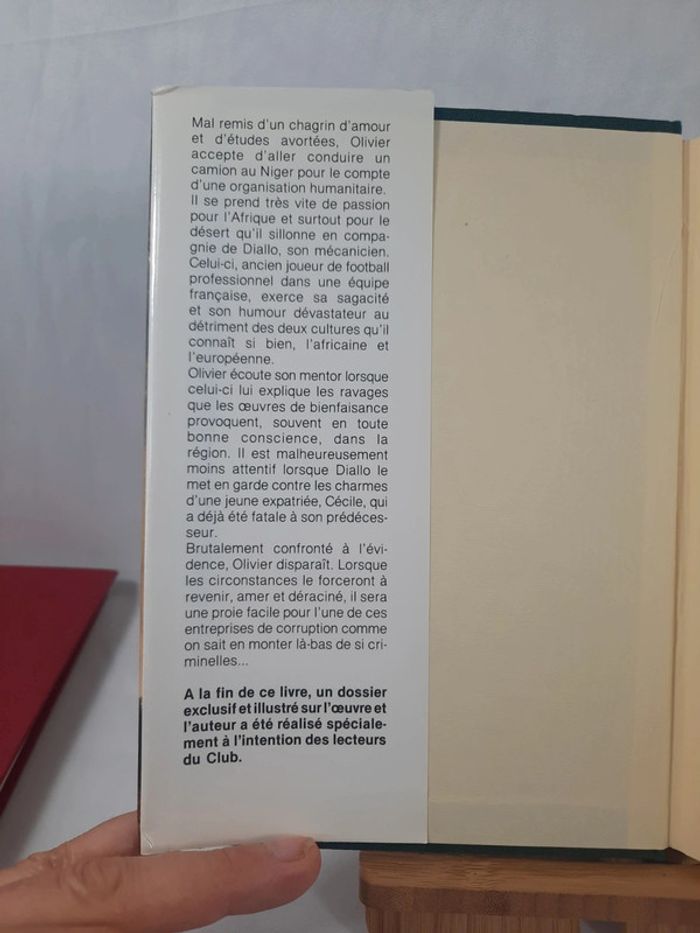 Mal remis d'un chagrin d'amour
et d'études avortées, Olivier
accepte d'aller conduire un
camion au Niger pour le compte
d'une organisation humanitaire.
Il se prend très vite de passion
pour l'Afrique et surtout pour le
désert qu'il sillonne en compa-
gnie de Diallo, son mécanicien.
Celui-ci, ancien joueur de football
professionnel dans une équipe
française, exerce sa sagacité
et son humour dévastateur au
détriment des deux cultures qu'il
connaît si bien, l'africaine et
l'européenne.
Olivier écoute son mentor lorsque
celui-ci lui explique les ravages
que les œuvres de bienfaisance
provoquent, souvent en toute
bonne conscience, dans la
région. Il est malheureusement
moins attentif lorsque Diallo le
met en garde contre les charmes
d'une jeune expatriée, Cécile, qui
a déjà été fatale à son prédéces-
seur.
Brutalement confronté à l'évi-
dence, Olivier disparaît. Lorsque
les circonstances le forceront à
revenir, amer et déraciné, il sera
une proie facile pour l'une de ces
entreprises de corruption comme
on sait en monter là-bas de si cri-
minelles...
A la fin de ce livre, un dossier
exclusif et illustré sur l'œuvre et
l'auteur a été réalisé spéciale-
ment à l'intention des lecteurs
du Club.